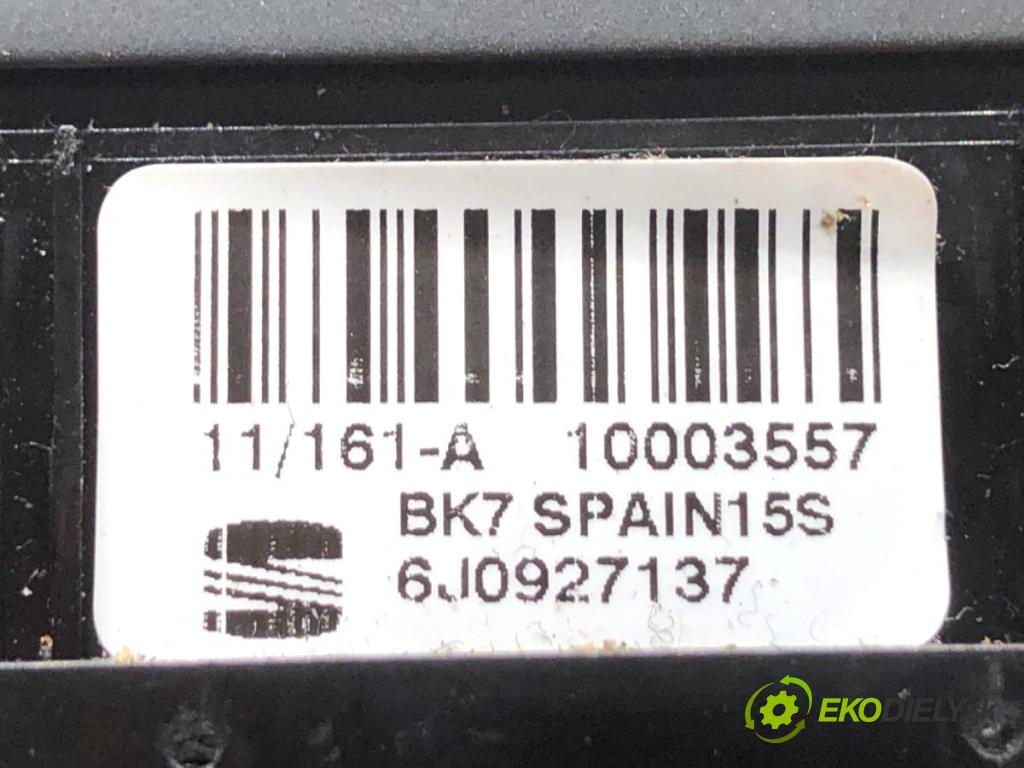 11/161-A 10003557
BK7 SPAIN15S
6J0927137
EKODIELY